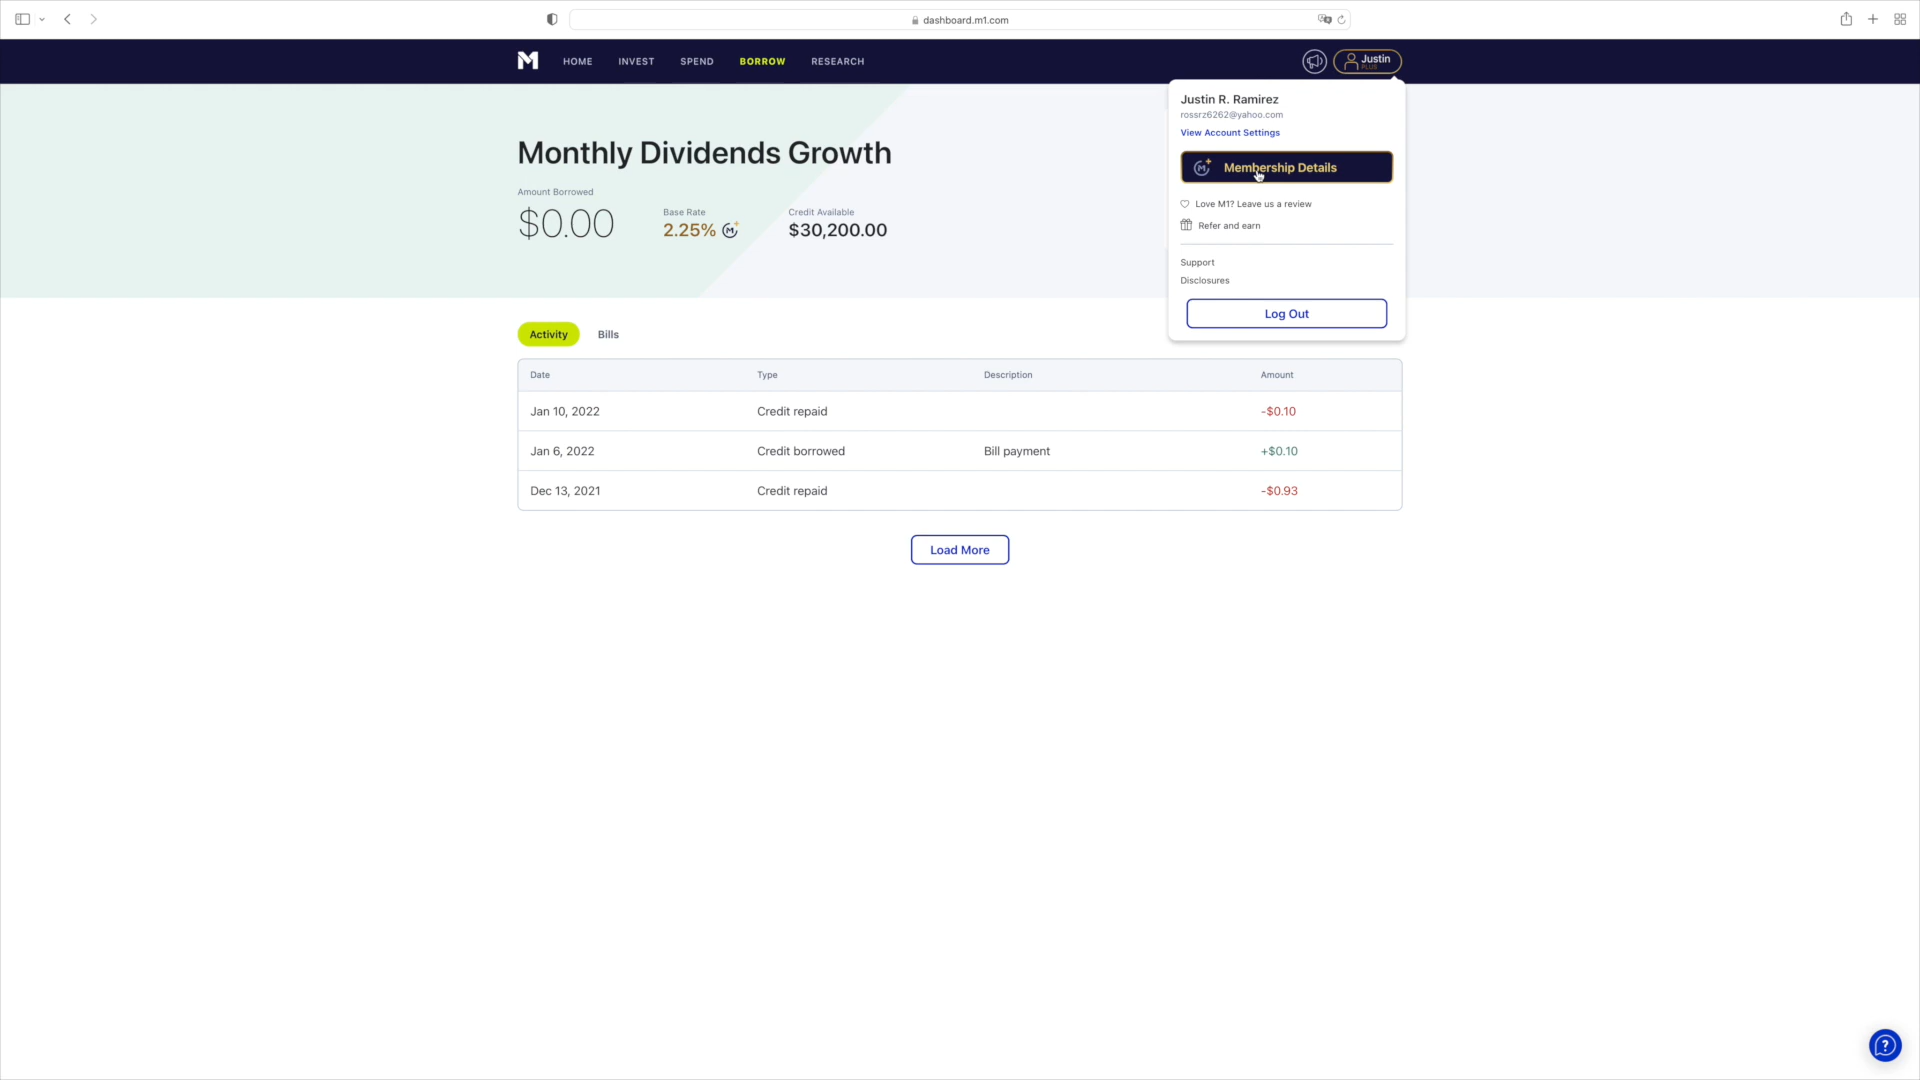 dashboard.m1.com
HOME INVEST SPEND BORROW RESEARCH
Justin
PLUS
Justin R. Ramirez
rossrz6262@yahoo.com
View Account Settings
Membership Details
Love M1? Leave us a review
Refer and earn
Support
Disclosures
Log Out
Monthly Dividends Growth
Amount Borrowed
$0.00
Base Rate
2.25%
Credit Available
$30,200.00
Activity Bills
Date Type Description Amount
Jan 10, 2022 Credit repaid -$0.10
Jan 6, 2022 Credit borrowed Bill payment +$0.10
Dec 13, 2021 Credit repaid -$0.93
Load More